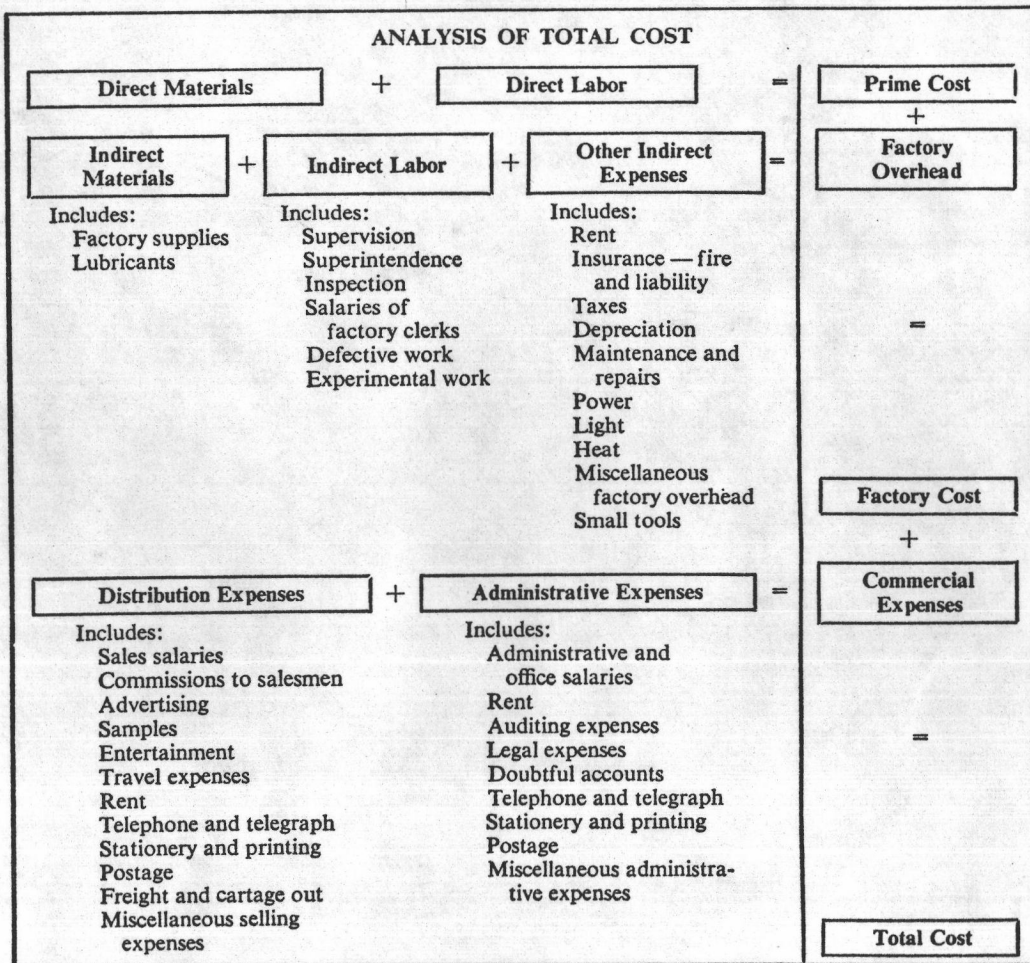 ANALYSIS OF TOTAL COST
Direct Materials + Direct Labor = Prime Cost
+
Indirect Materials + Indirect Labor + Other Indirect Expenses = Factory Overhead
Includes:
Factory supplies
Lubricants
Includes:
Supervision
Superintendence
Inspection
Salaries of
factory clerks
Defective work
Experimental work
Includes:
Rent
Insurance — fire
and liability
Taxes
Depreciation
Maintenance and
repairs
Power
Light
Heat
Miscellaneous
factory overhead
Small tools
=
Factory Cost
+
Distribution Expenses + Administrative Expenses = Commercial Expenses
Includes:
Sales salaries
Commissions to salesmen
Advertising
Samples
Entertainment
Travel expenses
Rent
Telephone and telegraph
Stationery and printing
Postage
Freight and cartage out
Miscellaneous selling
expenses
Includes:
Administrative and
office salaries
Rent
Auditing expenses
Legal expenses
Doubtful accounts
Telephone and telegraph
Stationery and printing
Postage
Miscellaneous administra-
tive expenses
=
Total Cost